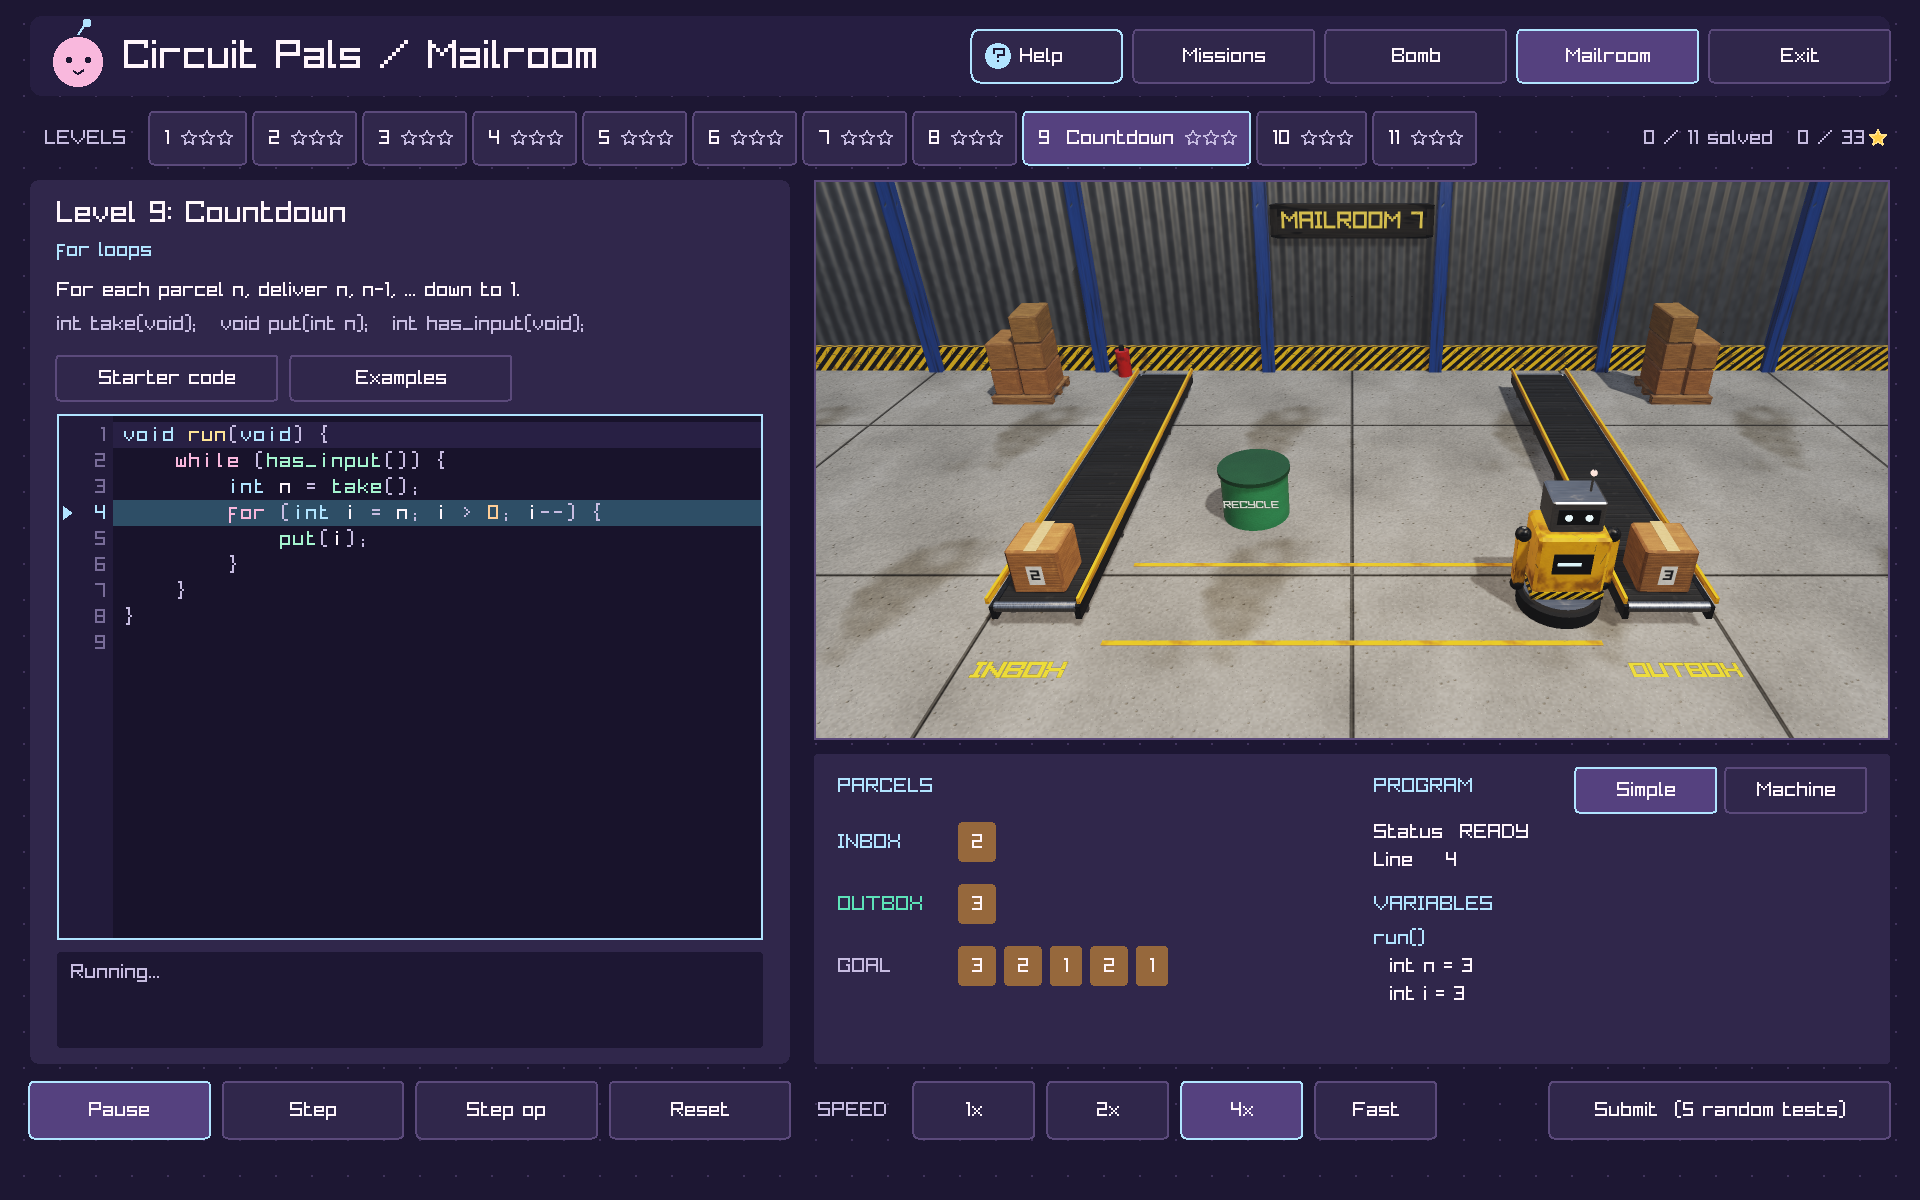 Circuit Pals / Mailroom
? Help
Missions
Bomb
Mailroom
Exit
LEVELS
1
2
3
4
5
6
7
8
9 Countdown
10
11
0 / 11 solved 0 / 33
Level 9: Countdown
For loops
For each parcel n, deliver n, n-1, ... down to 1.
int take(void); void put(int n); int has_input(void);
Starter code
Examples
1 void run(void) {
2 while (has_input()) {
3 int n = take();
4 for (int i = n; i > 0; i--) {
5 put(i);
6 }
7 }
8 }
9
Running...
MAILROOM 7
RECYCLE
2
3
INBOX
OUTBOX
PARCELS
INBOX 2
OUTBOX 3
GOAL 3 2 1 2 1
PROGRAM
Simple
Machine
Status READY
Line 4
VARIABLES
run()
int n = 3
int i = 3
Pause
Step
Step op
Reset
SPEED
1x
2x
4x
Fast
Submit (5 random tests)